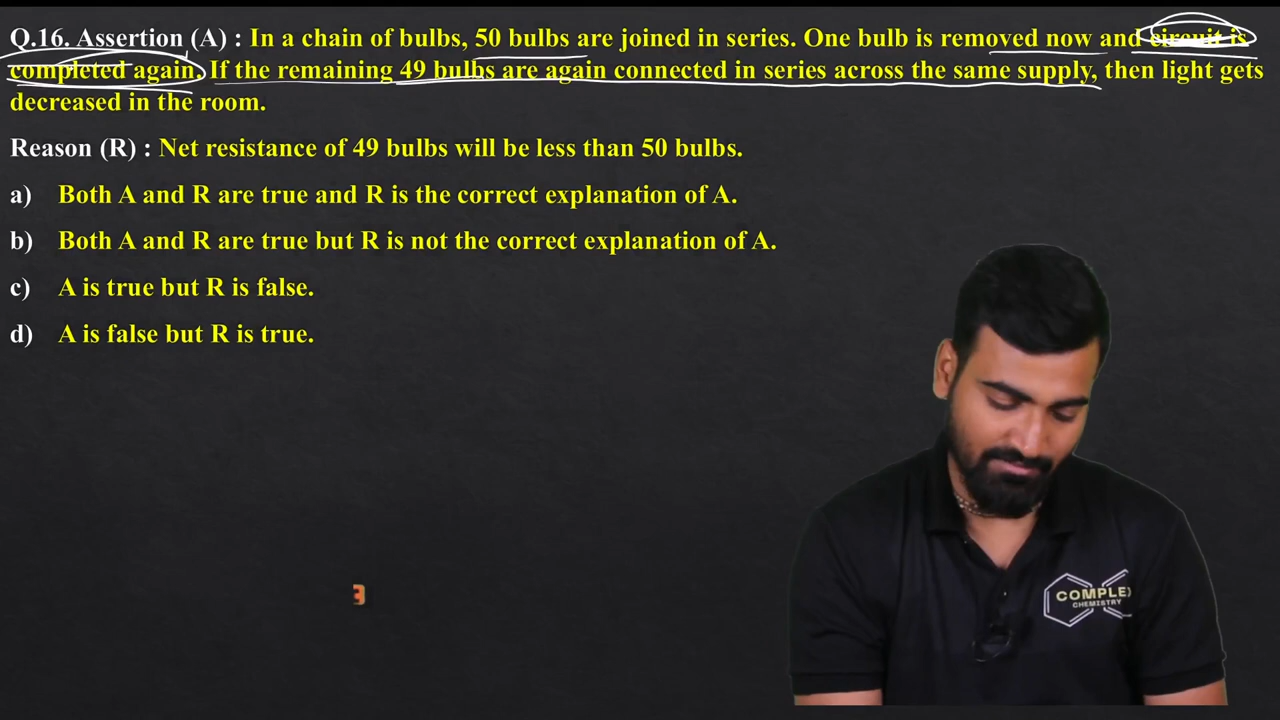 Q.16. Assertion (A) : In a chain of bulbs, 50 bulbs are joined in series. One bulb is removed now and circuit is
completed again. If the remaining 49 bulbs are again connected in series across the same supply, then light gets
decreased in the room.
Reason (R) : Net resistance of 49 bulbs will be less than 50 bulbs.
a) Both A and R are true and R is the correct explanation of A.
b) Both A and R are true but R is not the correct explanation of A.
c) A is true but R is false.
d) A is false but R is true.
COMPLEX
CHEMISTRY